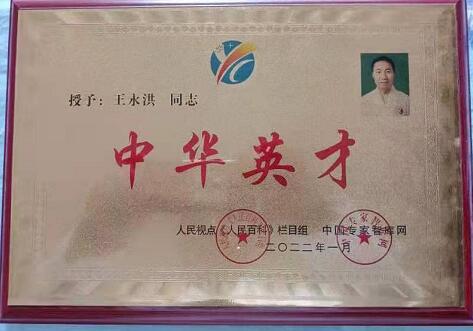 授予：王永洪 同志
中华英才
人民视点《人民百科》栏目组 中国专家智库网
二〇二二年一月